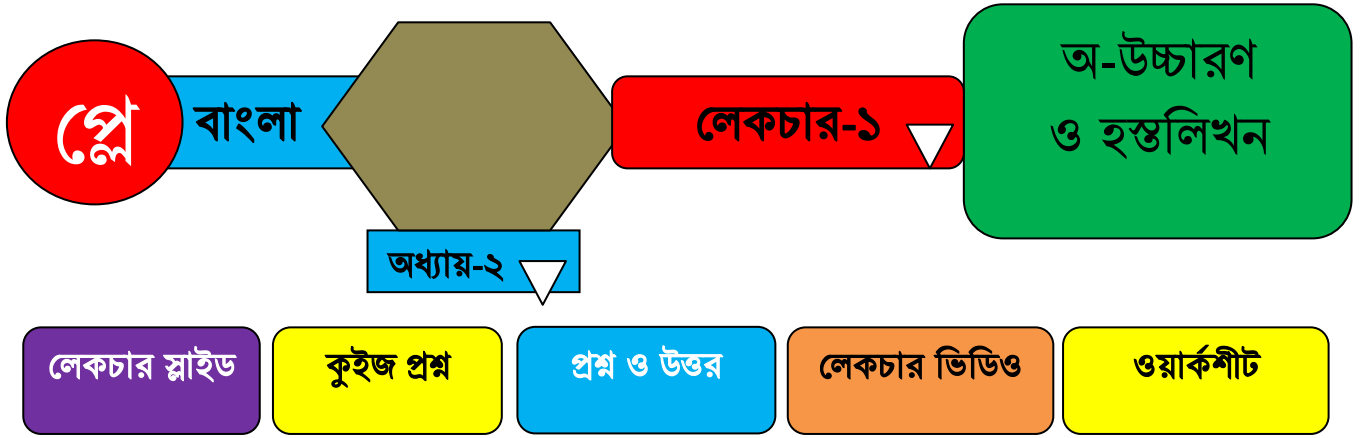 প্লে
বাংলা
লেকচার-১
অ-উচ্চারণ
ও হস্তলিখন
অধ্যায়-২
লেকচার স্লাইড
কুইজ প্রশ্ন
প্রশ্ন ও উত্তর
লেকচার ভিডিও
ওয়ার্কশীট